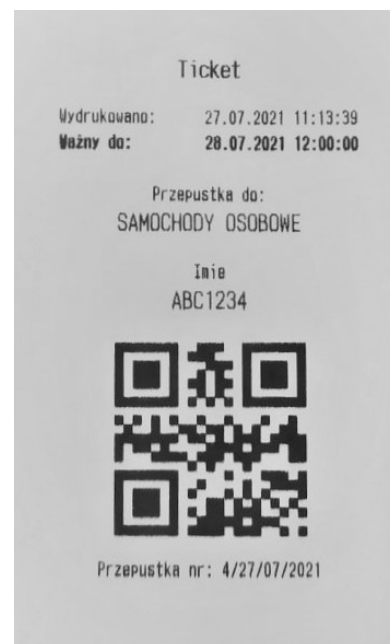 Ticket
Wydrukowano: 27.07.2021 11:13:39
Ważny do: 28.07.2021 12:00:00
Przepustka do:
SAMOCHODY OSOBOWE
Imie
ABC1234
Przepustka nr: 4/27/07/2021